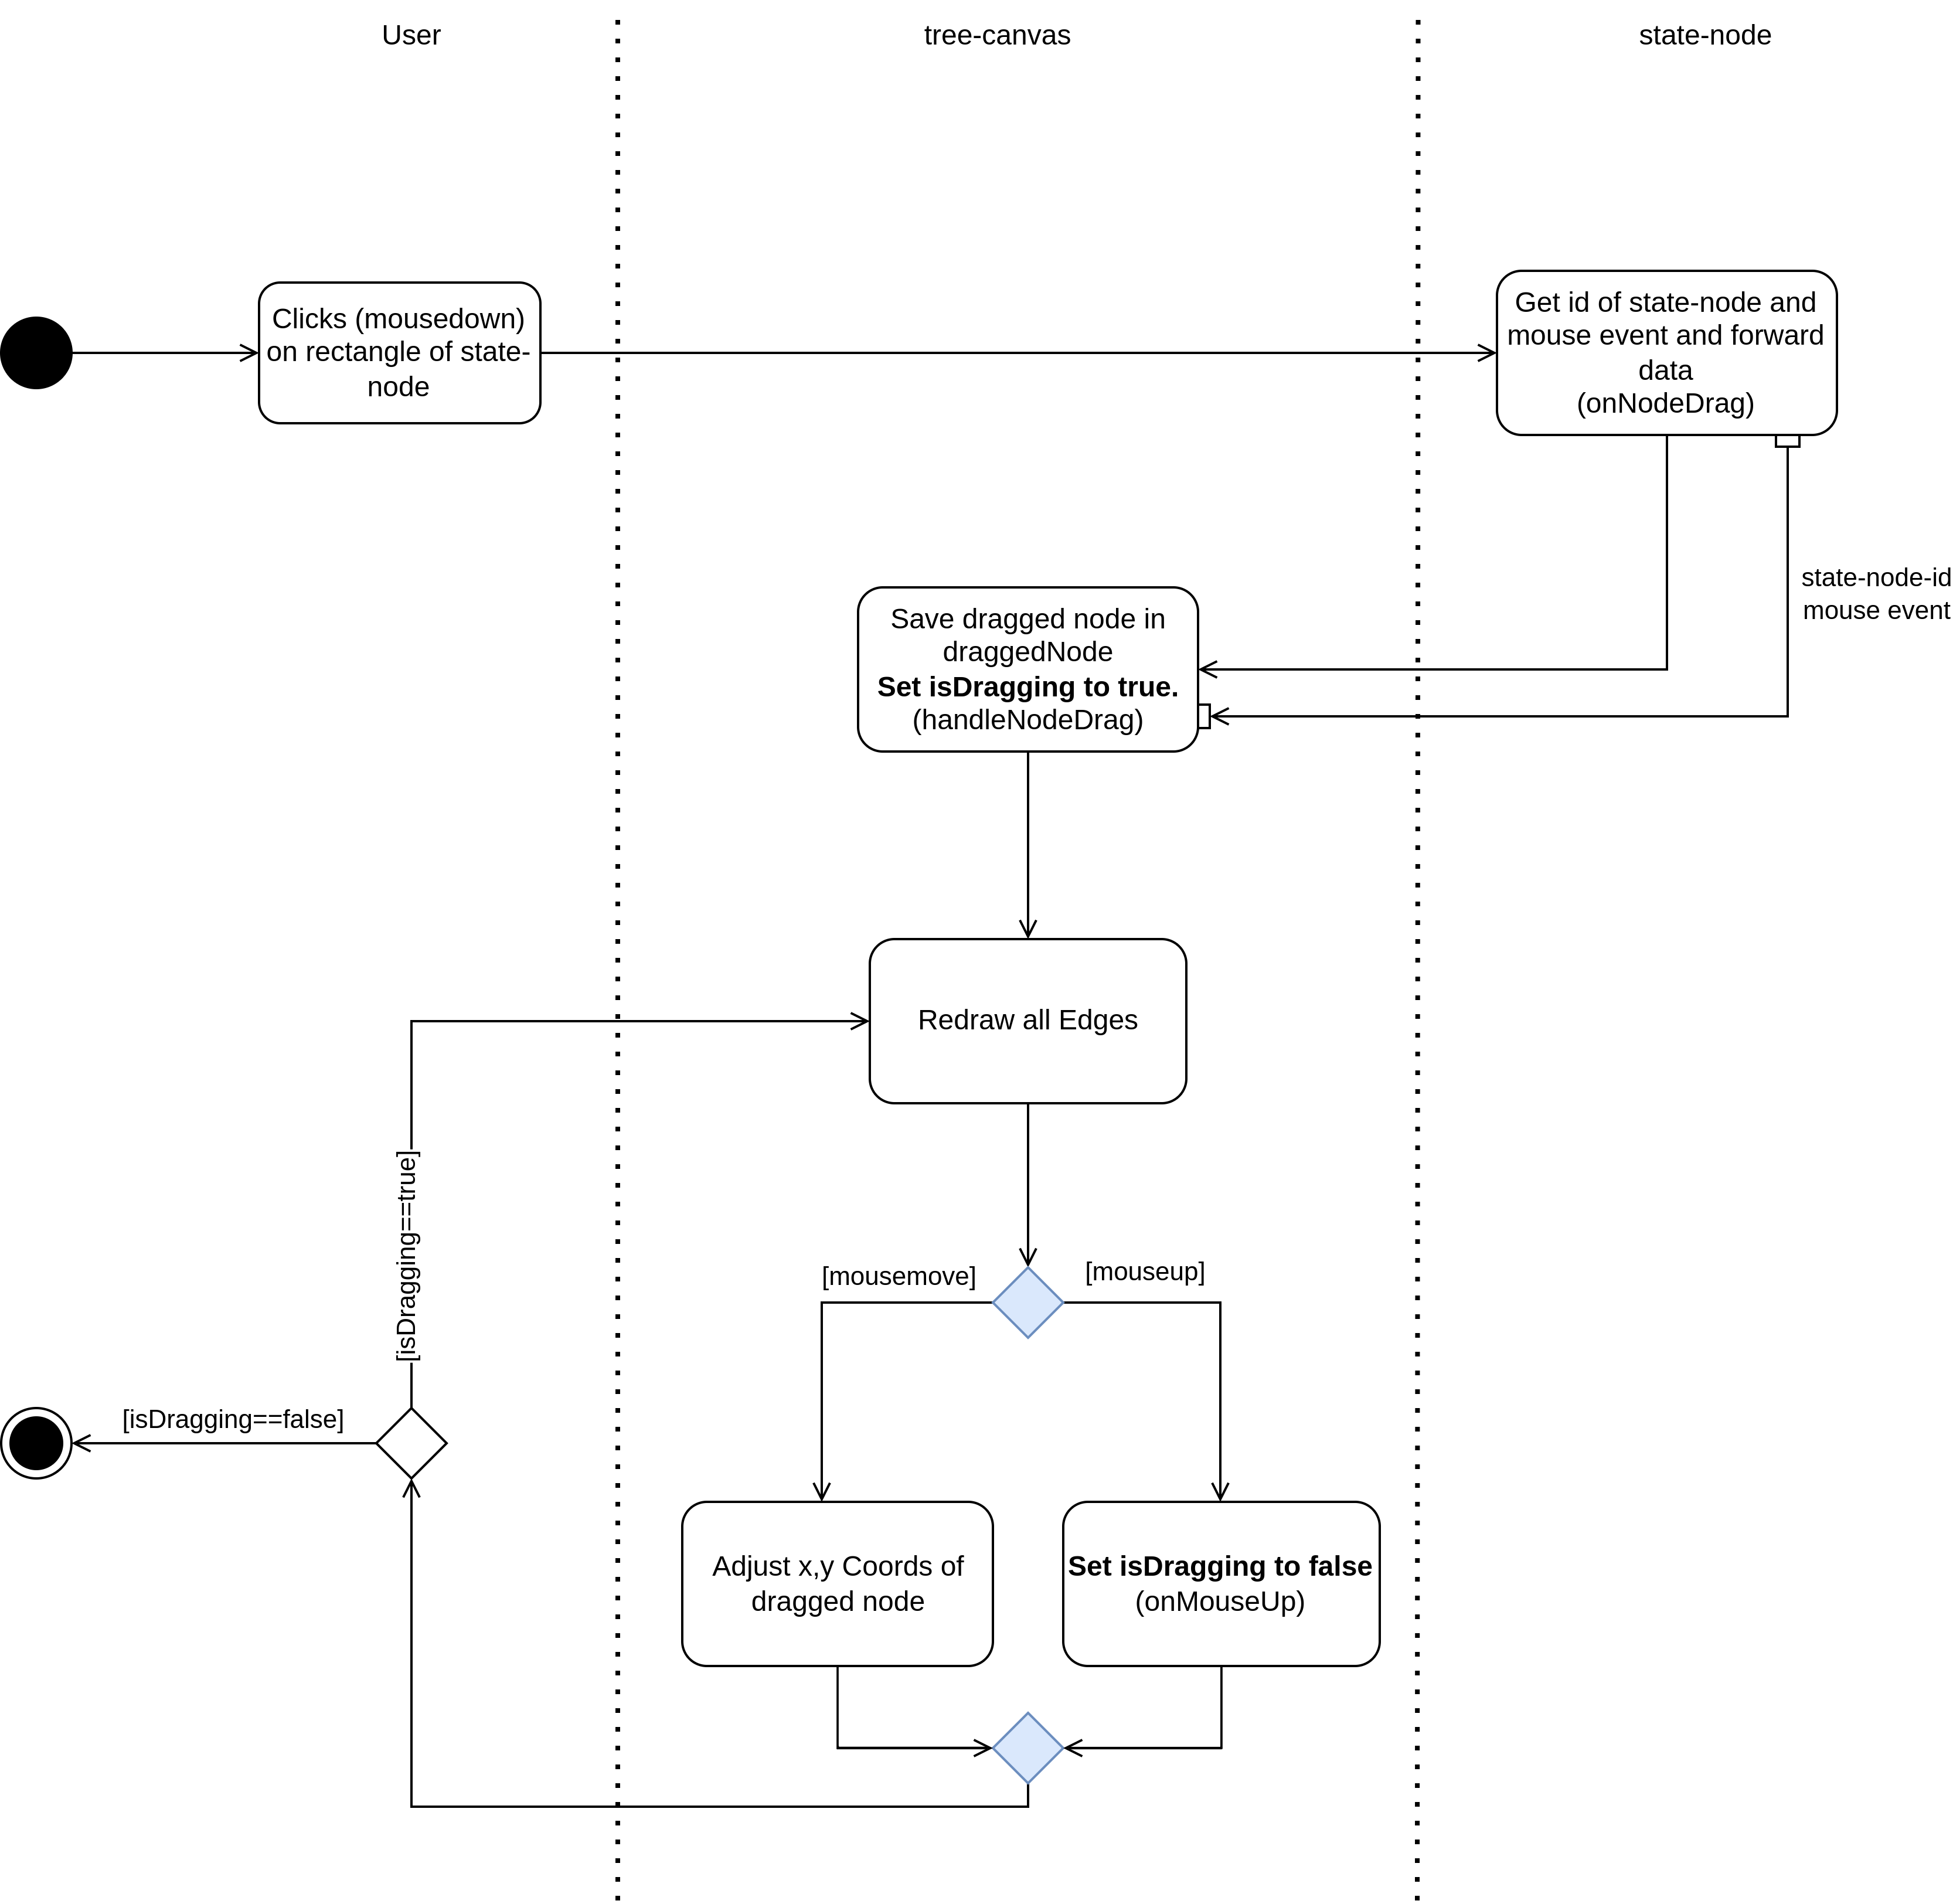 User
tree-canvas
state-node
Clicks (mousedown)
on rectangle of state-
node
Get id of state-node and
mouse event and forward
data
(onNodeDrag)
state-node-id
mouse event
Save dragged node in
draggedNode
Set isDragging to true.
(handleNodeDrag)
Redraw all Edges
[isDragging==true]
[mousemove]
[mouseup]
[isDragging==false]
Adjust x,y Coords of
dragged node
Set isDragging to false
(onMouseUp)